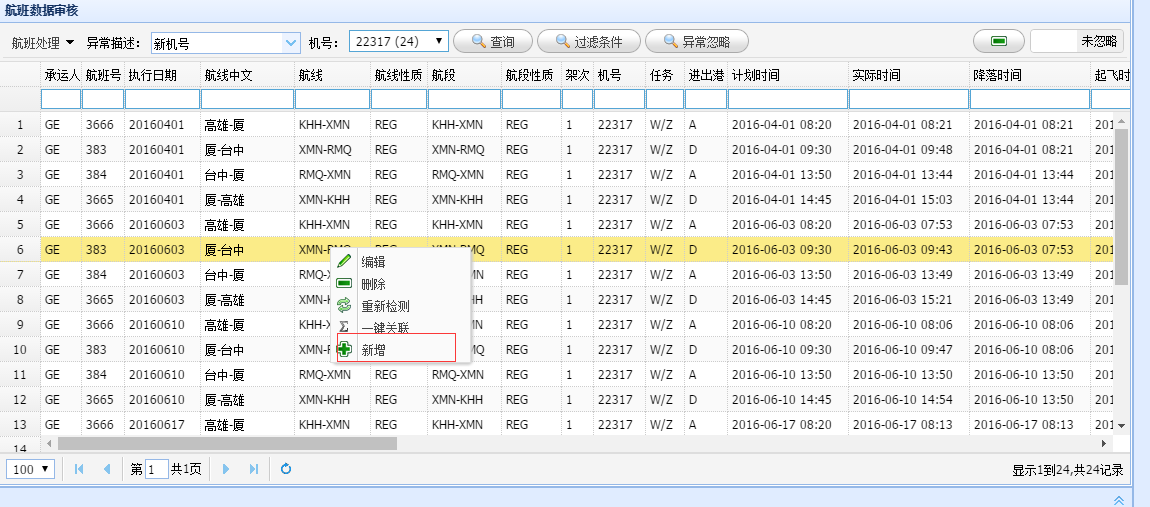 航班数据审核
航班处理 异常描述： 新机号 机号： 22317 (24) 查询 过滤条件 异常忽略 未忽略
承运人 航班号 执行日期 航线中文 航线 航线性质 航段 航段性质 架次 机号 任务 进出港 计划时间 实际时间 降落时间 起飞时
1 GE 3666 20160401 高雄-厦 KHH-XMN REG KHH-XMN REG 1 22317 W/Z A 2016-04-01 08:20 2016-04-01 08:21 2016-04-01 08:21 201
2 GE 383 20160401 厦-台中 XMN-RMQ REG XMN-RMQ REG 1 22317 W/Z D 2016-04-01 09:30 2016-04-01 09:48 2016-04-01 08:21 201
3 GE 384 20160401 台中-厦 RMQ-XMN REG RMQ-XMN REG 1 22317 W/Z A 2016-04-01 13:50 2016-04-01 13:44 2016-04-01 13:44 201
4 GE 3665 20160401 厦-高雄 XMN-KHH REG XMN-KHH REG 1 22317 W/Z D 2016-04-01 14:45 2016-04-01 15:03 2016-04-01 13:44 201
5 GE 3666 20160603 高雄-厦 KHH-XMN REG KHH-XMN REG 1 22317 W/Z A 2016-06-03 08:20 2016-06-03 07:53 2016-06-03 07:53 201
6 GE 383 20160603 厦-台中 XMN-RMQ REG XMN-RMQ REG 1 22317 W/Z D 2016-06-03 09:30 2016-06-03 09:43 2016-06-03 07:53 201
编辑
7 GE 384 20160603 台中-厦 RMQ-X MN REG 1 22317 W/Z A 2016-06-03 13:50 2016-06-03 13:49 2016-06-03 13:49 201
删除
8 GE 3665 20160603 厦-高雄 XMN-K HH REG 1 22317 W/Z D 2016-06-03 14:45 2016-06-03 15:21 2016-06-03 13:49 201
重新检测
9 GE 3666 20160610 高雄-厦 KHH-X MN REG 1 22317 W/Z A 2016-06-10 08:20 2016-06-10 08:06 2016-06-10 08:06 201
一键关联
10 GE 383 20160610 厦-台中 XMN-R MQ REG 1 22317 W/Z D 2016-06-10 09:30 2016-06-10 09:47 2016-06-10 08:06 201
新增
11 GE 384 20160610 台中-厦 RMQ-XMN REG RMQ-XMN REG 1 22317 W/Z A 2016-06-10 13:50 2016-06-10 13:50 2016-06-10 13:50 201
12 GE 3665 20160610 厦-高雄 XMN-KHH REG XMN-KHH REG 1 22317 W/Z D 2016-06-10 14:45 2016-06-10 14:54 2016-06-10 13:50 201
13 GE 3666 20160617 高雄-厦 KHH-XMN REG KHH-XMN REG 1 22317 W/Z A 2016-06-17 08:20 2016-06-17 08:13 2016-06-17 08:13 201
14
100 第 1 共1页 显示1到24,共24记录